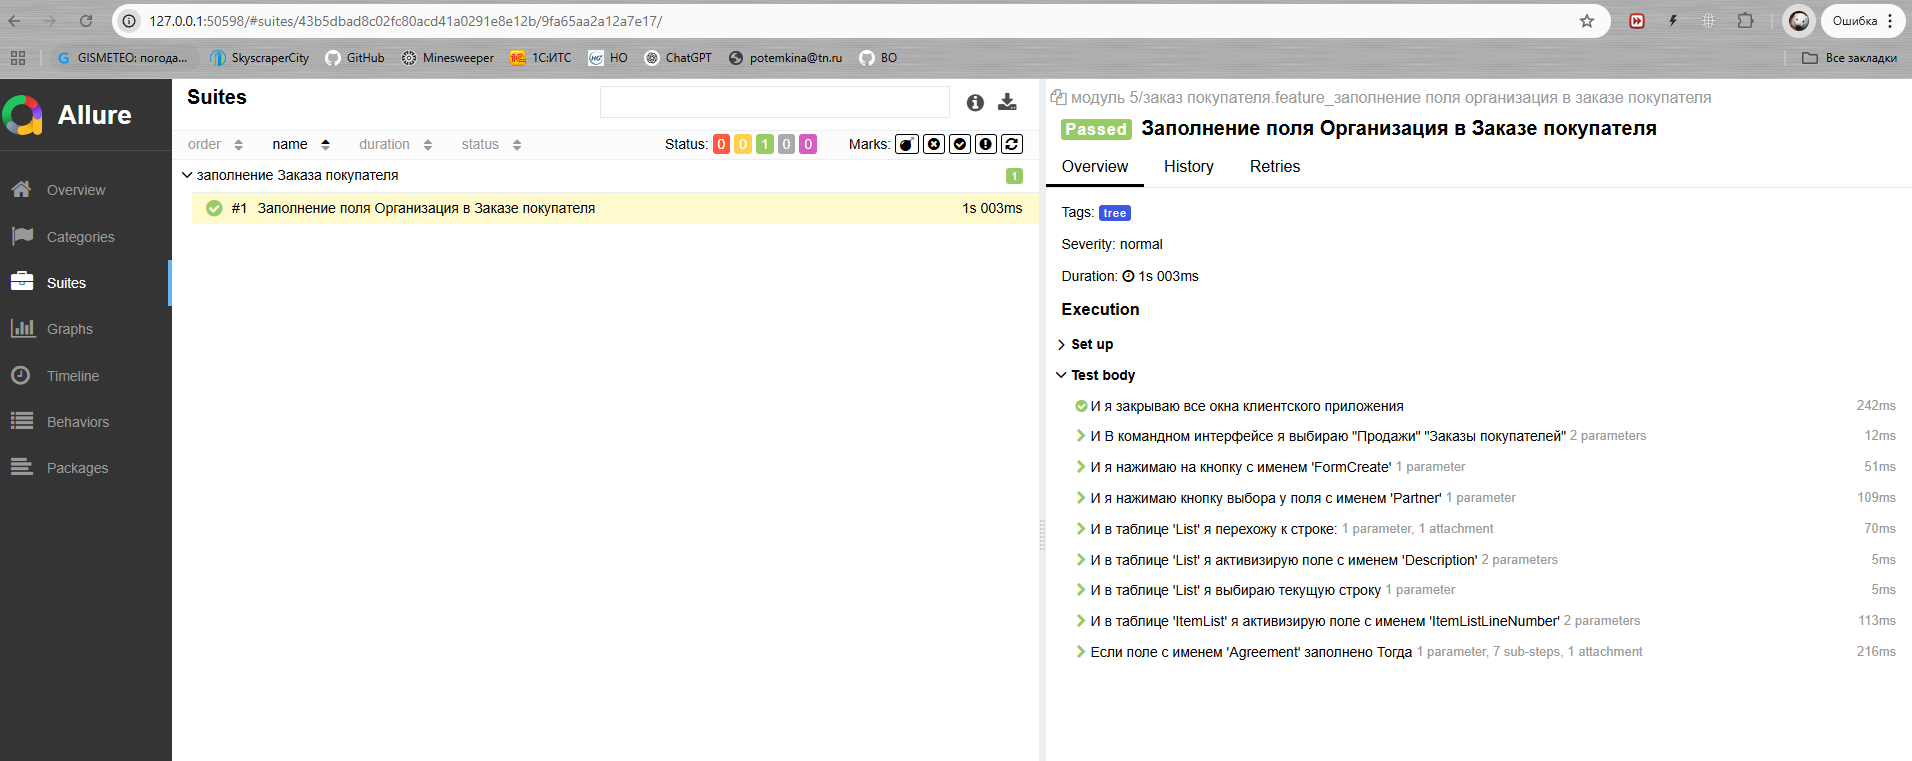 127.0.0.1:50598/#suites/43b5dbad8c02fc80acd41a0291e8e12b/9fa65aa2a12a7e17/
Ошибка
GISMETEO: погода...
SkyscraperCity
GitHub
Minesweeper
1С:ИТС
НО
ChatGPT
potemkina@tn.ru
ВО
Все закладки
Allure
Overview
Categories
Suites
Graphs
Timeline
Behaviors
Packages
Suites
order name duration status Status: 0 0 1 0 0 Marks:
заполнение Заказа покупателя 1
#1 Заполнение поля Организация в Заказе покупателя 1s 003ms
модуль 5/заказ покупателя.feature_заполнение поля организация в заказе покупателя
Passed Заполнение поля Организация в Заказе покупателя
Overview History Retries
Tags: tree
Severity: normal
Duration: 1s 003ms
Execution
Set up
Test body
И я закрываю все окна клиентского приложения 242ms
И В командном интерфейсе я выбираю "Продажи" "Заказы покупателей" 2 parameters 12ms
И я нажимаю на кнопку с именем 'FormCreate' 1 parameter 51ms
И я нажимаю кнопку выбора у поля с именем 'Partner' 1 parameter 109ms
И в таблице 'List' я перехожу к строке: 1 parameter, 1 attachment 70ms
И в таблице 'List' я активизирую поле с именем 'Description' 2 parameters 5ms
И в таблице 'List' я выбираю текущую строку 1 parameter 5ms
И в таблице 'ItemList' я активизирую поле с именем 'ItemListLineNumber' 2 parameters 113ms
Если поле с именем 'Agreement' заполнено Тогда 1 parameter, 7 sub-steps, 1 attachment 216ms